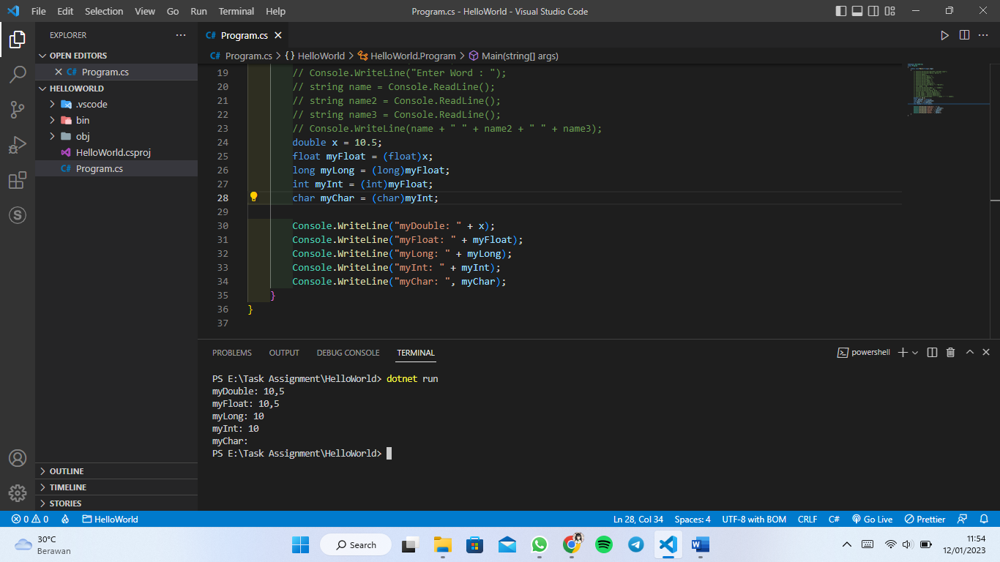 File Edit Selection View Go Run Terminal Help
Program.cs - HelloWorld - Visual Studio Code
EXPLORER
OPEN EDITORS
C# Program.cs
HELLOWORLD
.vscode
bin
obj
HelloWorld.csproj
C# Program.cs
OUTLINE
TIMELINE
STORIES
C# Program.cs
C# Program.cs > {} HelloWorld > HelloWorld.Program > Main(string[] args)
19 // Console.WriteLine("Enter Word : ");
20 // string name = Console.ReadLine();
21 // string name2 = Console.ReadLine();
22 // string name3 = Console.ReadLine();
23 // Console.WriteLine(name + " " + name2 + " " + name3);
24 double x = 10.5;
25 float myFloat = (float)x;
26 long myLong = (long)myFloat;
27 int myInt = (int)myFloat;
28 char myChar = (char)myInt;
29
30 Console.WriteLine("myDouble: " + x);
31 Console.WriteLine("myFloat: " + myFloat);
32 Console.WriteLine("myLong: " + myLong);
33 Console.WriteLine("myInt: " + myInt);
34 Console.WriteLine("myChar: ", myChar);
35 }
36 }
37
PROBLEMS OUTPUT DEBUG CONSOLE TERMINAL
powershell
PS E:\Task Assignment\HelloWorld> dotnet run
myDouble: 10,5
myFloat: 10,5
myLong: 10
myInt: 10
myChar:
PS E:\Task Assignment\HelloWorld>
0 0 HelloWorld
Ln 28, Col 34 Spaces: 4 UTF-8 with BOM CRLF C# Go Live Prettier
30°C
Berawan
Search
11:54
12/01/2023